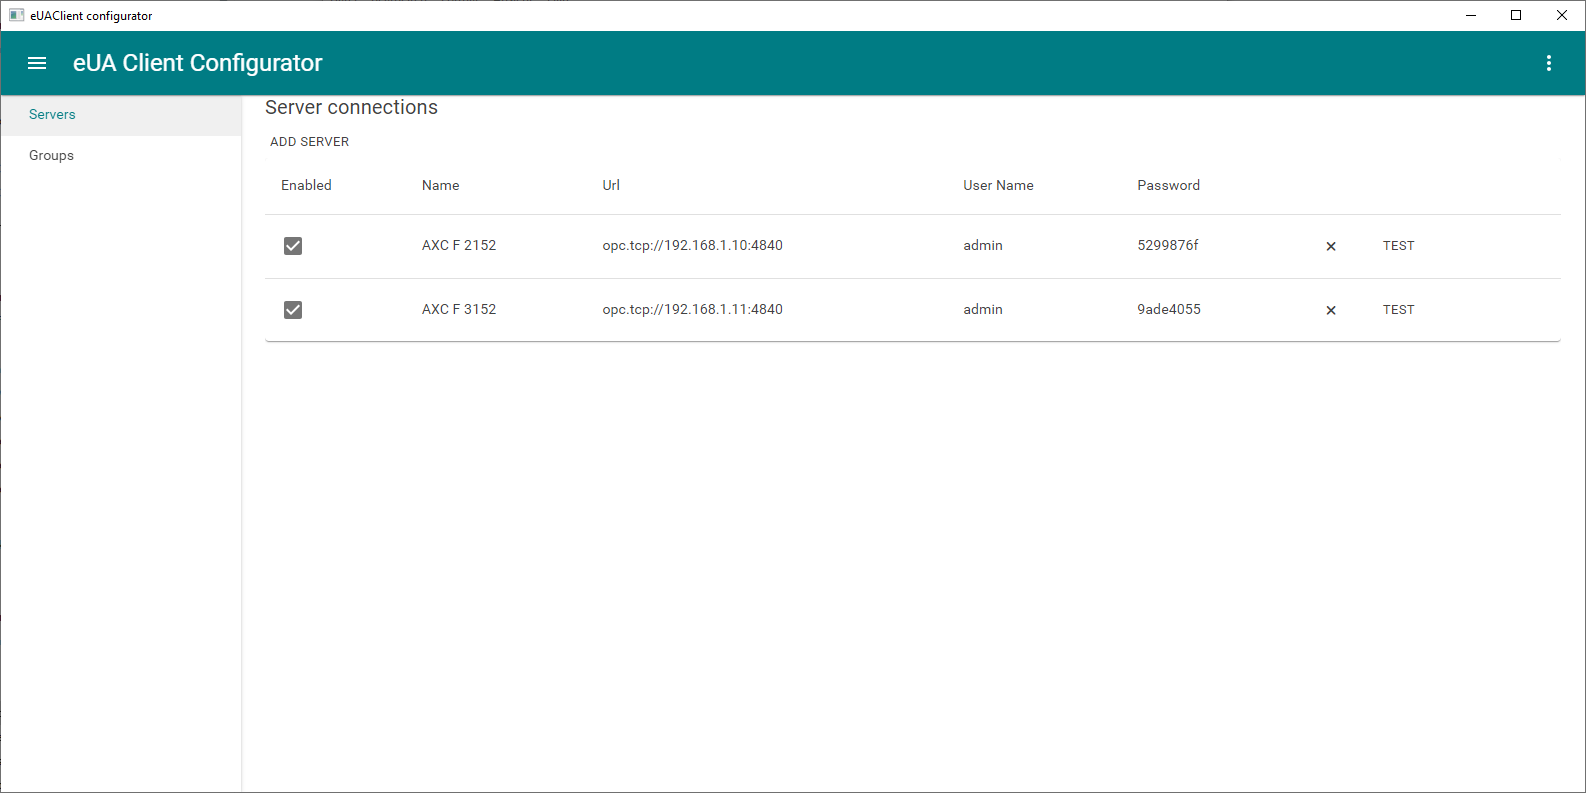 eUAClient configurator
eUA Client Configurator
Servers
Groups
Server connections
ADD SERVER
Enabled Name Url User Name Password
AXC F 2152 opc.tcp://192.168.1.10:4840 admin 5299876f × TEST
AXC F 3152 opc.tcp://192.168.1.11:4840 admin 9ade4055 × TEST